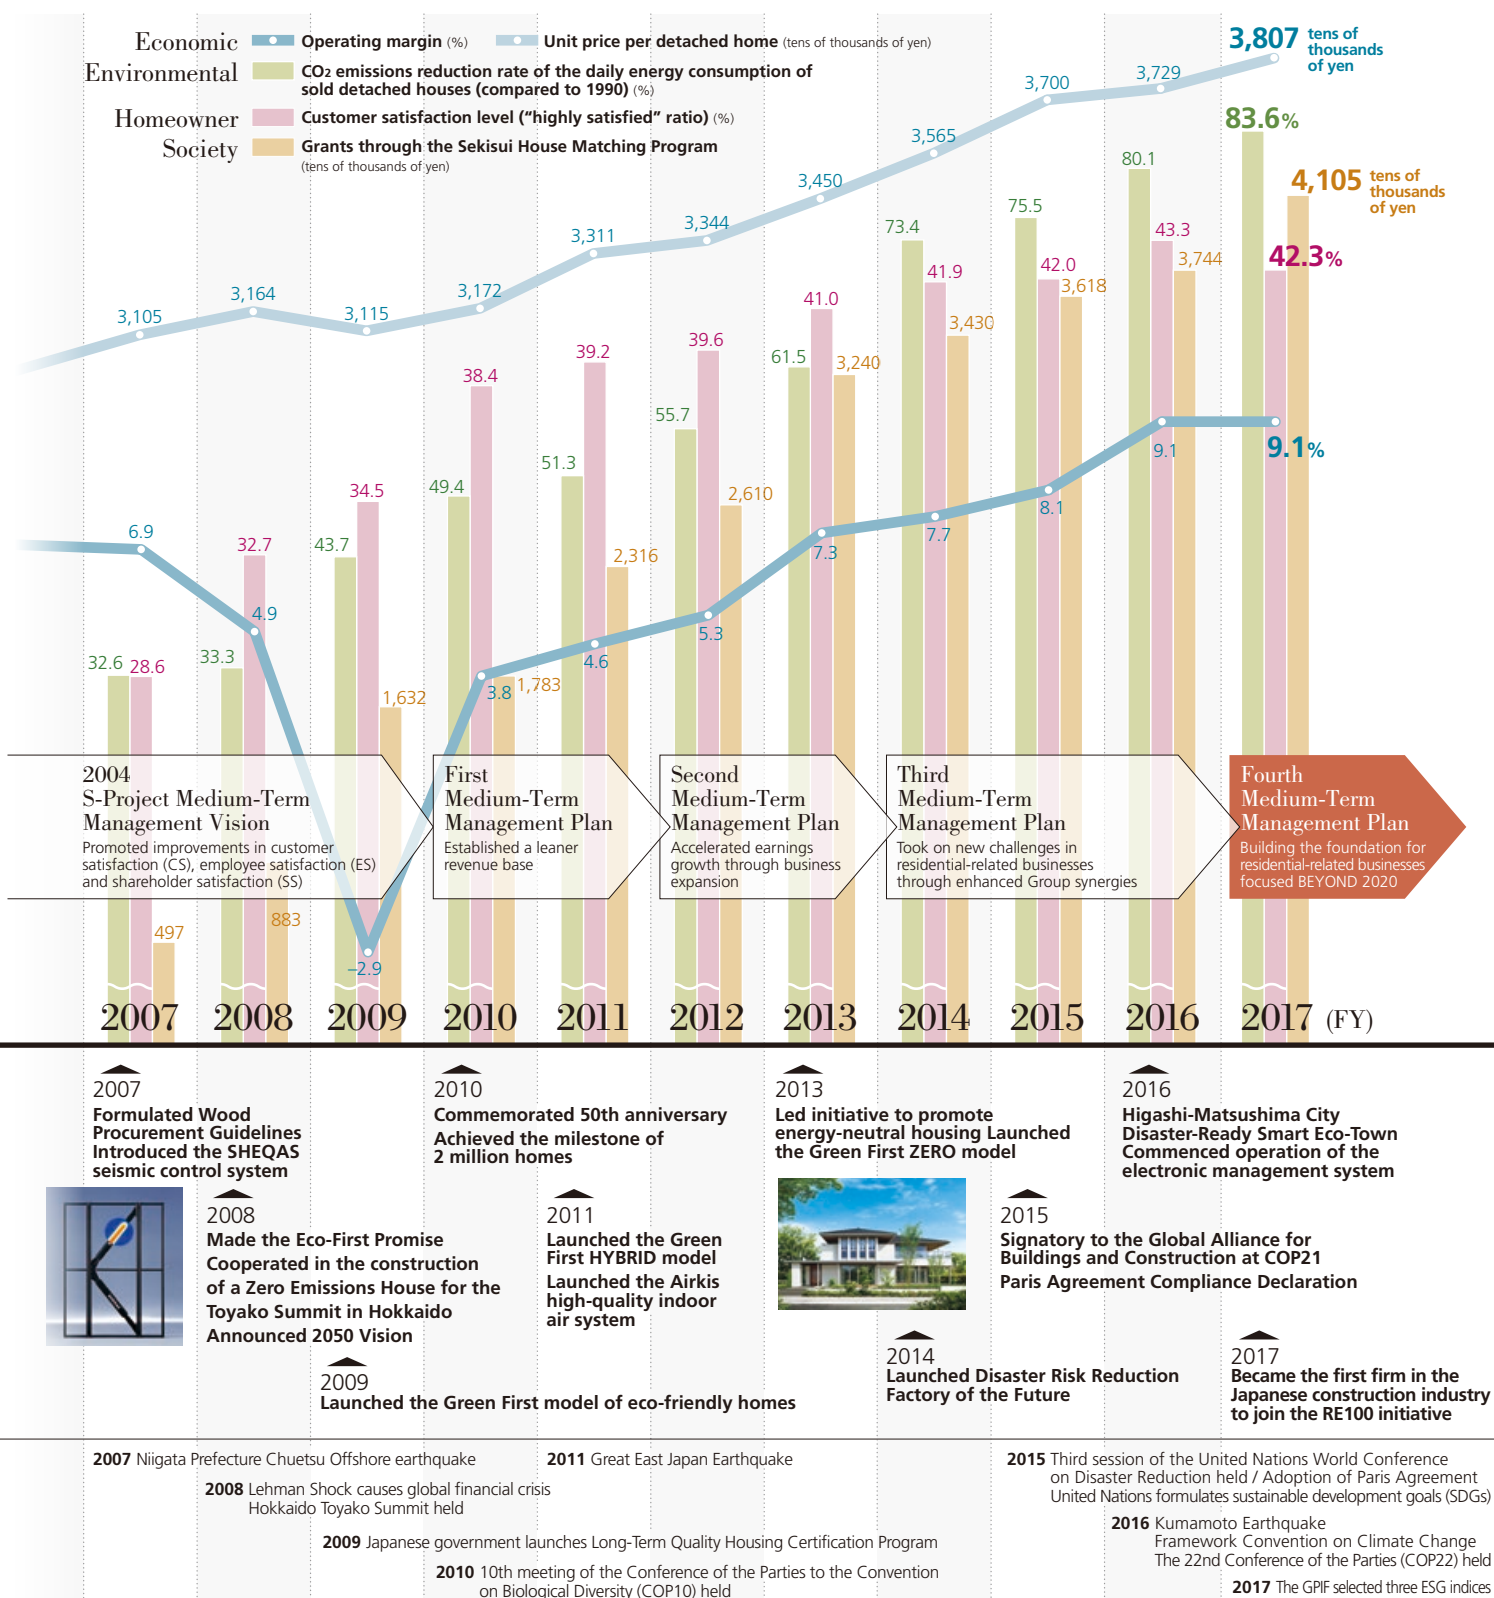 Economic
Operating margin (%)
Unit price per detached home (tens of thousands of yen)
Environmental
CO2 emissions reduction rate of the daily energy consumption of
sold detached houses (compared to 1990) (%)
Homeowner
Customer satisfaction level ("highly satisfied" ratio) (%)
Society
Grants through the Sekisui House Matching Program
(tens of thousands of yen)
3,105
3,164
3,115
3,172
3,311
3,344
3,450
3,565
3,700
3,729
3,807 tens of
thousands
of yen
32.6
33.3
43.7
49.4
51.3
55.7
61.5
73.4
75.5
80.1
83.6%
28.6
32.7
34.5
38.4
39.2
39.6
41.0
41.9
42.0
43.3
42.3%
497
883
1,632
1,783
2,316
2,610
3,240
3,430
3,618
3,744
4,105 tens of
thousands
of yen
6.9
4.9
–2.9
3.8
4.6
5.3
7.3
7.7
8.1
9.1
9.1%
2004
S-Project Medium-Term
Management Vision
Promoted improvements in customer
satisfaction (CS), employee satisfaction (ES)
and shareholder satisfaction (SS)
First
Medium-Term
Management Plan
Established a leaner
revenue base
Second
Medium-Term
Management Plan
Accelerated earnings
growth through business
expansion
Third
Medium-Term
Management Plan
Took on new challenges in
residential-related businesses
through enhanced Group synergies
Fourth
Medium-Term
Management Plan
Building the foundation for
residential-related businesses
focused BEYOND 2020
2007
2008
2009
2010
2011
2012
2013
2014
2015
2016
2017 (FY)
2007
Formulated Wood
Procurement Guidelines
Introduced the SHEQAS
seismic control system
2008
Made the Eco-First Promise
Cooperated in the construction
of a Zero Emissions House for the
Toyako Summit in Hokkaido
Announced 2050 Vision
2009
Launched the Green First model of eco-friendly homes
2010
Commemorated 50th anniversary
Achieved the milestone of
2 million homes
2011
Launched the Green
First HYBRID model
Launched the Airkis
high-quality indoor
air system
2013
Led initiative to promote
energy-neutral housing Launched
the Green First ZERO model
2014
Launched Disaster Risk Reduction
Factory of the Future
2015
Signatory to the Global Alliance for
Buildings and Construction at COP21
Paris Agreement Compliance Declaration
2016
Higashi-Matsushima City
Disaster-Ready Smart Eco-Town
Commenced operation of the
electronic management system
2017
Became the first firm in the
Japanese construction industry
to join the RE100 initiative
2007 Niigata Prefecture Chuetsu Offshore earthquake
2008 Lehman Shock causes global financial crisis
Hokkaido Toyako Summit held
2009 Japanese government launches Long-Term Quality Housing Certification Program
2010 10th meeting of the Conference of the Parties to the Convention
on Biological Diversity (COP10) held
2011 Great East Japan Earthquake
2015 Third session of the United Nations World Conference
on Disaster Reduction held / Adoption of Paris Agreement
United Nations formulates sustainable development goals (SDGs)
2016 Kumamoto Earthquake
Framework Convention on Climate Change
The 22nd Conference of the Parties (COP22) held
2017 The GPIF selected three ESG indices